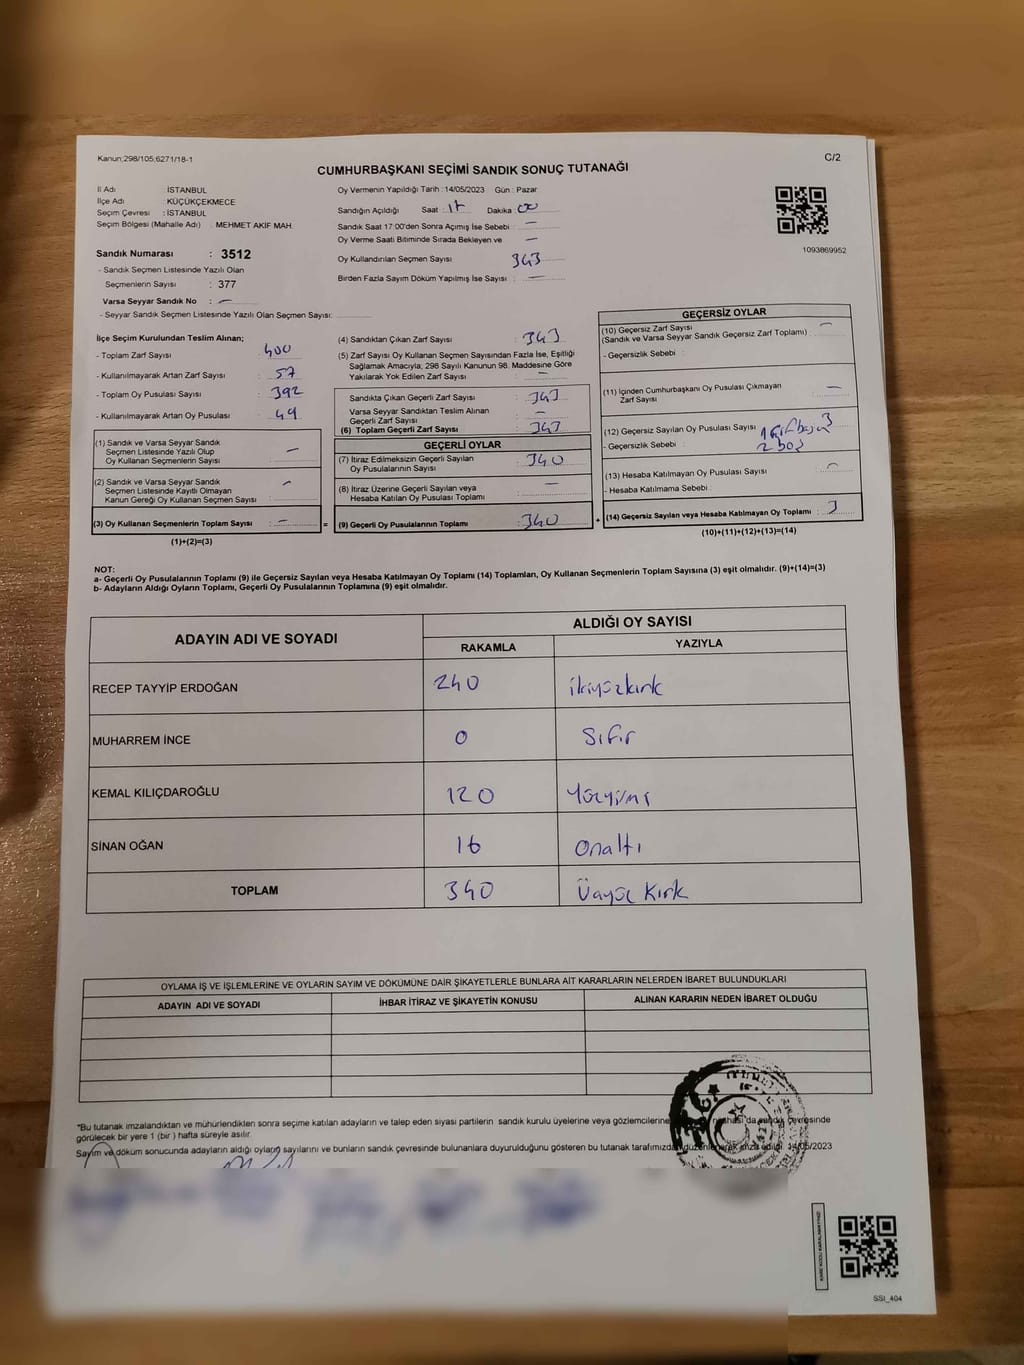 Kanun;298/105;6271/18-1
C/2
CUMHURBAŞKANI SEÇİMİ SANDIK SONUÇ TUTANAĞI
İl Adı : İSTANBUL
İlçe Adı : KÜÇÜKÇEKMECE
Seçim Çevresi : İSTANBUL
Seçim Bölgesi (Mahalle Adı) : MEHMET AKİF MAH.
Sandık Numarası : 3512
- Sandık Seçmen Listesinde Yazılı Olan
Seçmenlerin Sayısı : 377
Varsa Seyyar Sandık No : -
- Seyyar Sandık Seçmen Listesinde Yazılı Olan Seçmen Sayısı:
Oy Vermenin Yapıldığı Tarih : 14/05/2023 Gün : Pazar
Sandığın Açıldığı Saat : 17 Dakika : 00
Sandık Saat 17:00'den Sonra Açımış İse Sebebi : -
Oy Verme Saati Bitiminde Sırada Bekleyen ve -
Oy Kullandırılan Seçmen Sayısı 343
Birden Fazla Sayım Döküm Yapılmış İse Sayısı : -
1093869952
İlçe Seçim Kurulundan Teslim Alınan;
- Toplam Zarf Sayısı : 400
- Kullanılmayarak Artan Zarf Sayısı : 57
- Toplam Oy Pusulası Sayısı : 392
- Kullanılmayarak Artan Oy Pusulası : 49
(1) Sandık ve Varsa Seyyar Sandık
Seçmen Listesinde Yazılı Olup
Oy Kullanan Seçmenlerin Sayısı : -
(2) Sandık ve Varsa Seyyar Sandık
Seçmen Listesinde Kayıtlı Olmayan
Kanun Gereği Oy Kullanan Seçmen Sayısı : -
(3) Oy Kullanan Seçmenlerin Toplam Sayısı : - =
(1)+(2)=(3)
(4) Sandıktan Çıkan Zarf Sayısı : 343
(5) Zarf Sayısı Oy Kullanan Seçmen Sayısından Fazla İse, Eşitliği
Sağlamak Amacıyla; 298 Sayılı Kanunun 98. Maddesine Göre
Yakılarak Yok Edilen Zarf Sayısı : -
Sandıkta Çıkan Geçerli Zarf Sayısı : 343
Varsa Seyyar Sandıktan Teslim Alınan
Geçerli Zarf Sayısı : -
(6) Toplam Geçerli Zarf Sayısı : 343
GEÇERLİ OYLAR
(7) İtiraz Edilmeksizin Geçerli Sayılan
Oy Pusulalarının Sayısı : 340
(8) İtiraz Üzerine Geçerli Sayılan veya
Hesaba Katılan Oy Pusulası Toplamı : -
(9) Geçerli Oy Pusulalarının Toplamı : 340 +
GEÇERSİZ OYLAR
(10) Geçersiz Zarf Sayısı : -
(Sandık ve Varsa Seyyar Sandık Geçersiz Zarf Toplamı)
- Geçersizlik Sebebi :
(11) İçinden Cumhurbaşkanı Oy Pusulası Çıkmayan
Zarf Sayısı : -
(12) Geçersiz Sayılan Oy Pusulası Sayısı : 3
- Geçersizlik Sebebi : 2 boş
(13) Hesaba Katılmayan Oy Pusulası Sayısı : -
- Hesaba Katılmama Sebebi :
(14) Geçersiz Sayılan veya Hesaba Katılmayan Oy Toplamı : 3
(10)+(11)+(12)+(13)=(14)
NOT:
a- Geçerli Oy Pusulalarının Toplamı (9) ile Geçersiz Sayılan veya Hesaba Katılmayan Oy Toplamı (14) Toplamları, Oy Kullanan Seçmenlerin Toplam Sayısına (3) eşit olmalıdır. (9)+(14)=(3)
b- Adayların Aldığı Oyların Toplamı, Geçerli Oy Pusulalarının Toplamına (9) eşit olmalıdır.
ADAYIN ADI VE SOYADI
ALDIĞI OY SAYISI
RAKAMLA YAZIYLA
RECEP TAYYİP ERDOĞAN 240 ikiyüzkırk
MUHARREM İNCE 0 Sıfır
KEMAL KILIÇDAROĞLU 120 Yüzyirmi
SİNAN OĞAN 16 Onaltı
TOPLAM 340 Üçyüz Kırk
OYLAMA İŞ VE İŞLEMLERİNE VE OYLARIN SAYIM VE DÖKÜMÜNE DAİR ŞİKAYETLERLE BUNLARA AİT KARARLARIN NELERDEN İBARET BULUNDUKLARI
ADAYIN ADI VE SOYADI İHBAR İTİRAZ VE ŞİKAYETİN KONUSU ALINAN KARARIN NEDEN İBARET OLDUĞU
"Bu tutanak imzalandıktan ve mühürlendikten sonra seçime katılan adayların ve talep eden siyasi partilerin sandık kurulu üyelerine veya gözlemcilerine da çevresinde
görülecek bir yere 1 (bir ) hafta süreyle asılır.
Sayım ve döküm sonucunda adayların aldığı oyların sayılarını ve bunların sandık çevresinde bulunanlara duyurulduğunu gösteren bu tutanak tarafımızdan düzenlenerek imza edildi. 14/05/2023
SSI_404